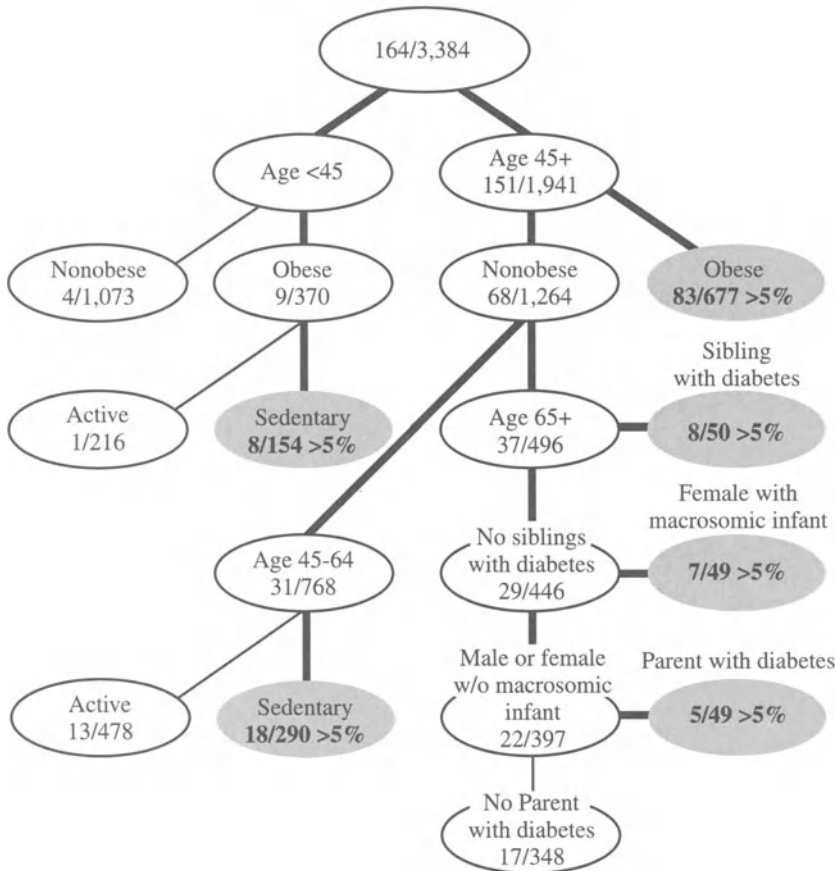 164/3,384
Age <45
Age 45+
151/1,941
Nonobese
4/1,073
Obese
9/370
Nonobese
68/1,264
Obese
83/677 >5%
Active
1/216
Sedentary
8/154 >5%
Age 65+
37/496
Sibling
with diabetes
8/50 >5%
Age 45-64
31/768
No siblings
with diabetes
29/446
Female with
macrosomic infant
7/49 >5%
Active
13/478
Sedentary
18/290 >5%
Male or female
w/o macrosomic
infant
22/397
Parent with diabetes
5/49 >5%
No Parent
with diabetes
17/348